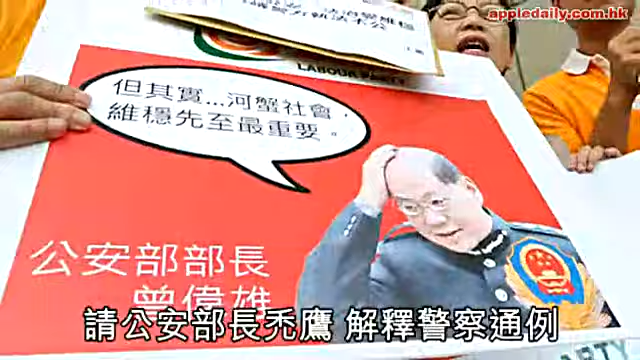 appledaily.com.hk
LABOUR PARTY
但其實...河蟹社會，
維穩先至最重要。
公安部部長
曾偉雄
請公安部長禿鷹 解釋警察通例